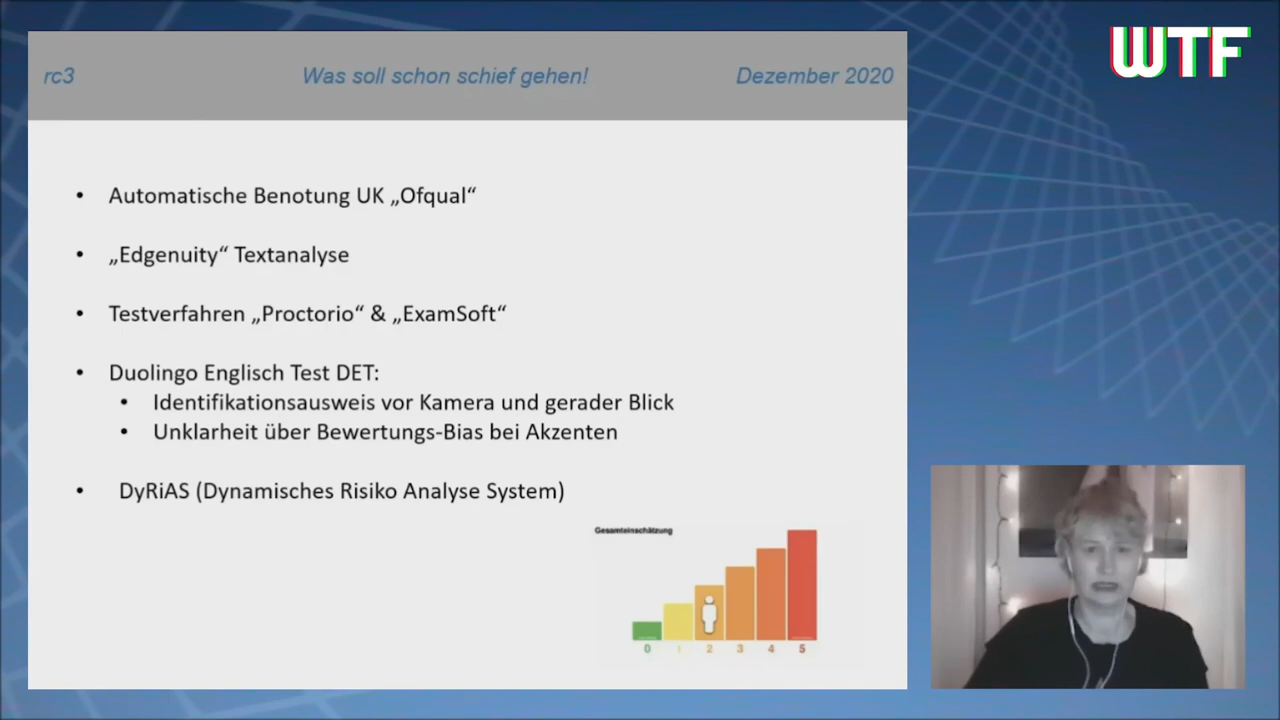 WTF
rc3 Was soll schon schief gehen! Dezember 2020
• Automatische Benotung UK „Ofqual“
• „Edgenuity“ Textanalyse
• Testverfahren „Proctorio“ & „ExamSoft“
• Duolingo Englisch Test DET:
• Identifikationsausweis vor Kamera und gerader Blick
• Unklarheit über Bewertungs-Bias bei Akzenten
• DyRiAS (Dynamisches Risiko Analyse System)
Gesamteinschätzung
0 1 2 3 4 5